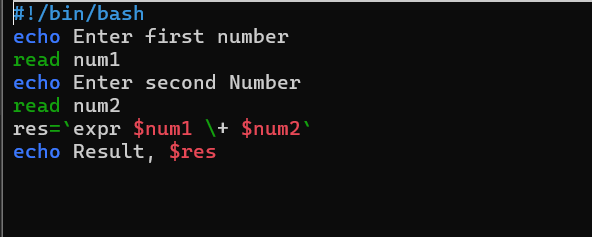 #!/bin/bash
echo Enter first number
read num1
echo Enter second Number
read num2
res=`expr $num1 \+ $num2`
echo Result, $res